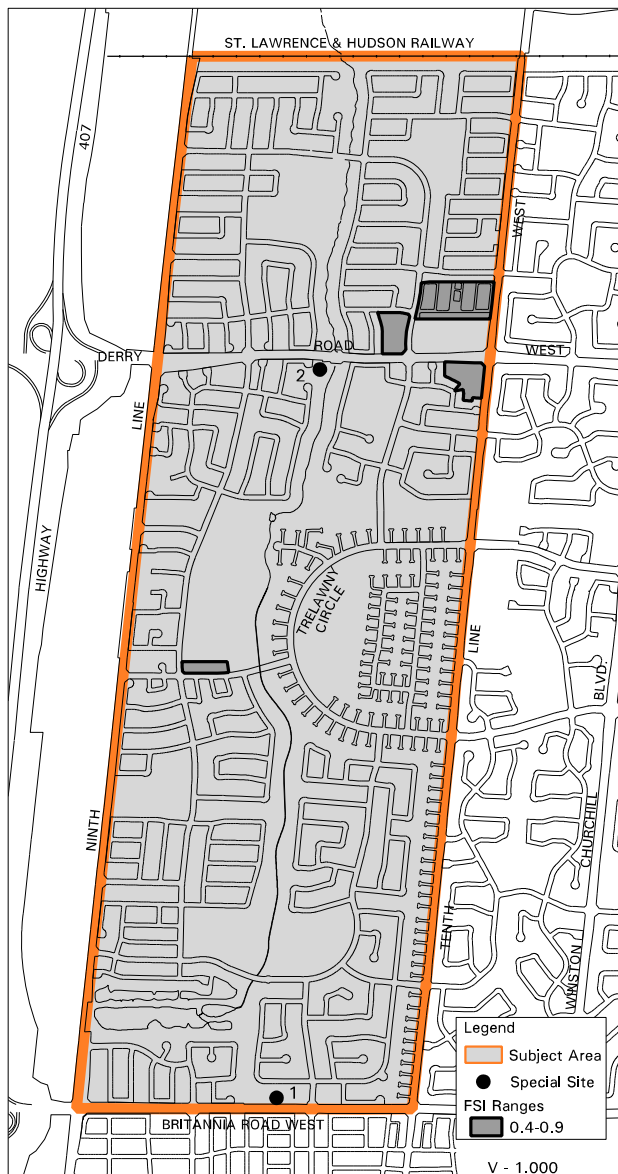 ST. LAWRENCE & HUDSON RAILWAY
407
WEST
DERRY
ROAD
WEST
2
LINE
HIGHWAY
TRELAWNY
CIRCLE
LINE
BLVD.
NINTH
CHURCHILL
TENTH
WINSTON
1
BRITANNIA ROAD WEST
Legend
Subject Area
Special Site
FSI Ranges
0.4-0.9
V - 1.000